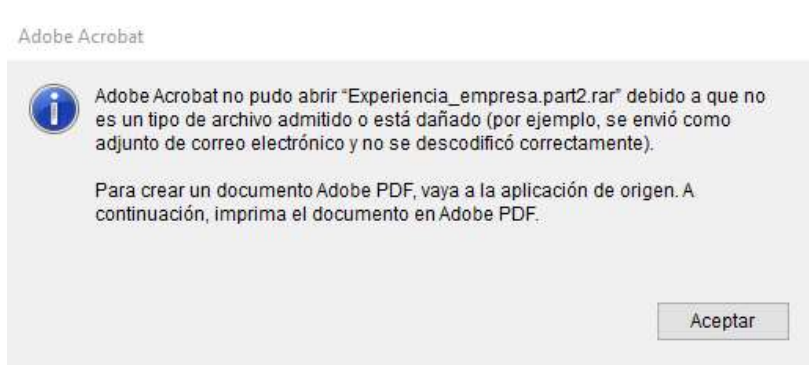 Adobe Acrobat
Adobe Acrobat no pudo abrir “Experiencia_empresa.part2.rar” debido a que no
es un tipo de archivo admitido o está dañado (por ejemplo, se envió como
adjunto de correo electrónico y no se descodificó correctamente).
Para crear un documento Adobe PDF, vaya a la aplicación de origen. A
continuación, imprima el documento en Adobe PDF.
Aceptar